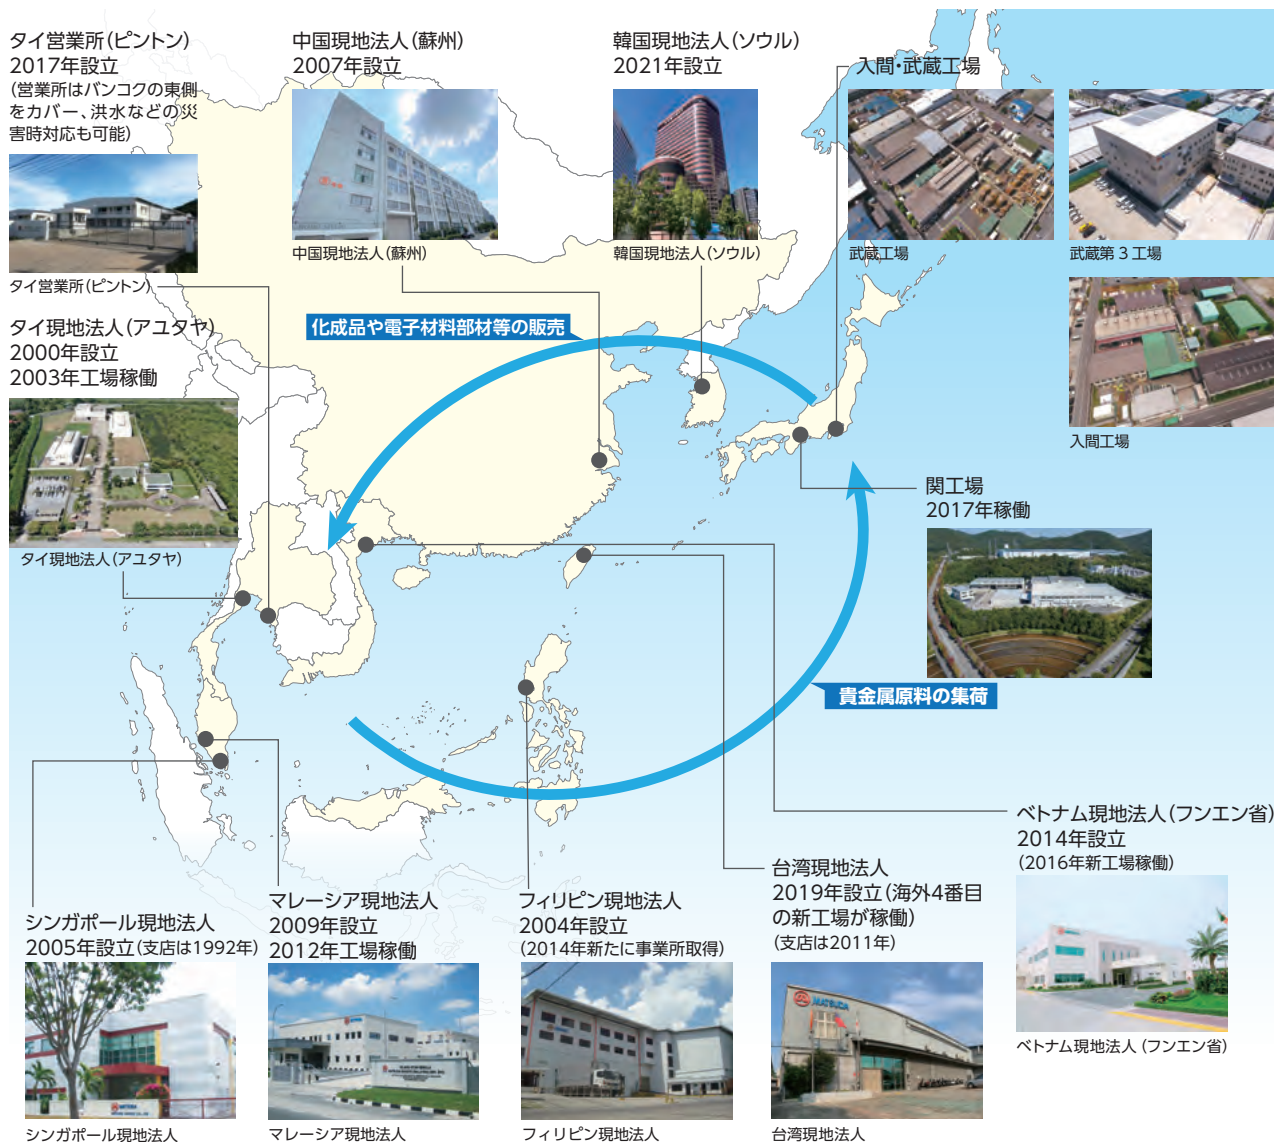 タイ営業所(ピントン)
2017年設立
(営業所はバンコクの東側
をカバー、洪水などの災
害時対応も可能)
タイ営業所(ピントン)
中国現地法人(蘇州)
2007年設立
中国現地法人(蘇州)
韓国現地法人(ソウル)
2021年設立
韓国現地法人(ソウル)
入間・武蔵工場
武蔵工場
武蔵第3工場
入間工場
タイ現地法人(アユタヤ)
2000年設立
2003年工場稼働
タイ現地法人(アユタヤ)
化成品や電子材料部材等の販売
関工場
2017年稼働
貴金属原料の集荷
ベトナム現地法人(フンエン省)
2014年設立
(2016年新工場稼働)
ベトナム現地法人(フンエン省)
台湾現地法人
2019年設立(海外4番目
の新工場が稼働)
(支店は2011年)
MATSUDA
台湾現地法人
フィリピン現地法人
2004年設立
(2014年新たに事業所取得)
フィリピン現地法人
マレーシア現地法人
2009年設立
2012年工場稼働
マレーシア現地法人
シンガポール現地法人
2005年設立(支店は1992年)
シンガポール現地法人